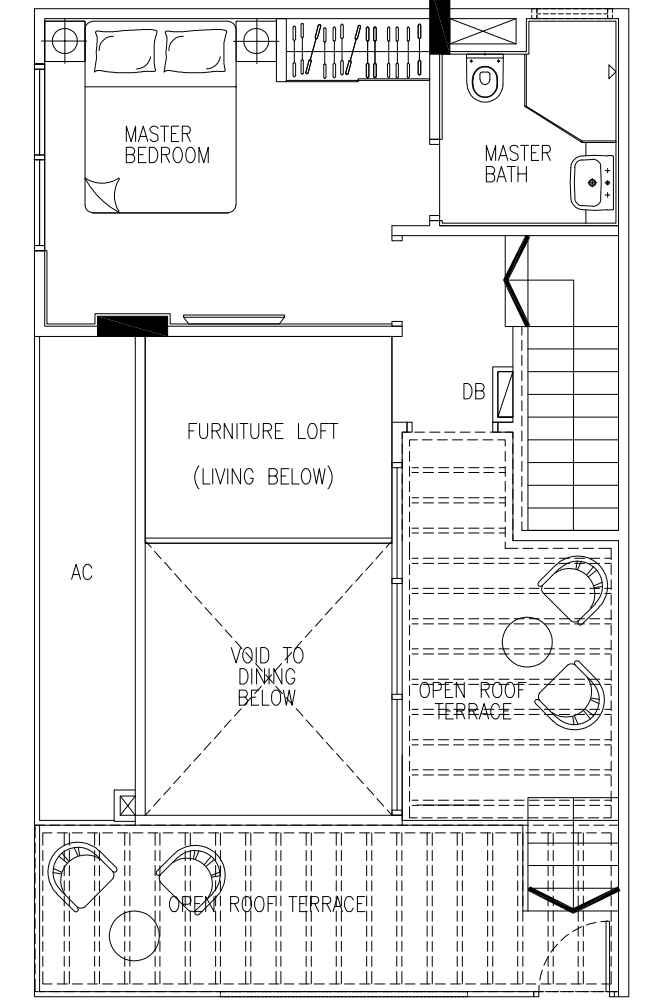 MASTER
BEDROOM
MASTER
BATH
DB
FURNITURE LOFT
(LIVING BELOW)
AC
VOID TO
DINING
BELOW
OPEN ROOF
TERRACE
OPEN ROOF TERRACE